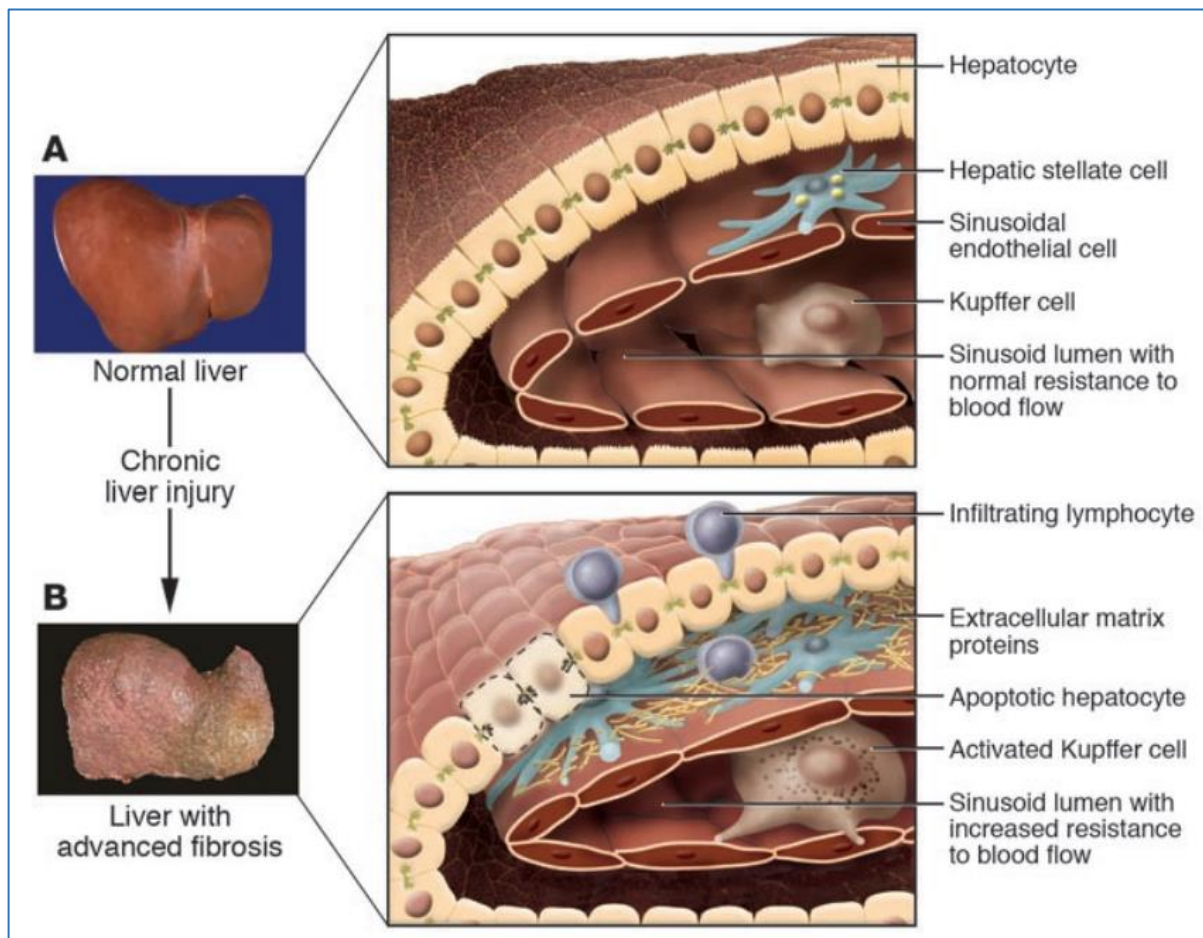 A
Normal liver
Chronic
liver injury
B
Liver with
advanced fibrosis
Hepatocyte
Hepatic stellate cell
Sinusoidal
endothelial cell
Kupffer cell
Sinusoid lumen with
normal resistance to
blood flow
Infiltrating lymphocyte
Extracellular matrix
proteins
Apoptotic hepatocyte
Activated Kupffer cell
Sinusoid lumen with
increased resistance
to blood flow